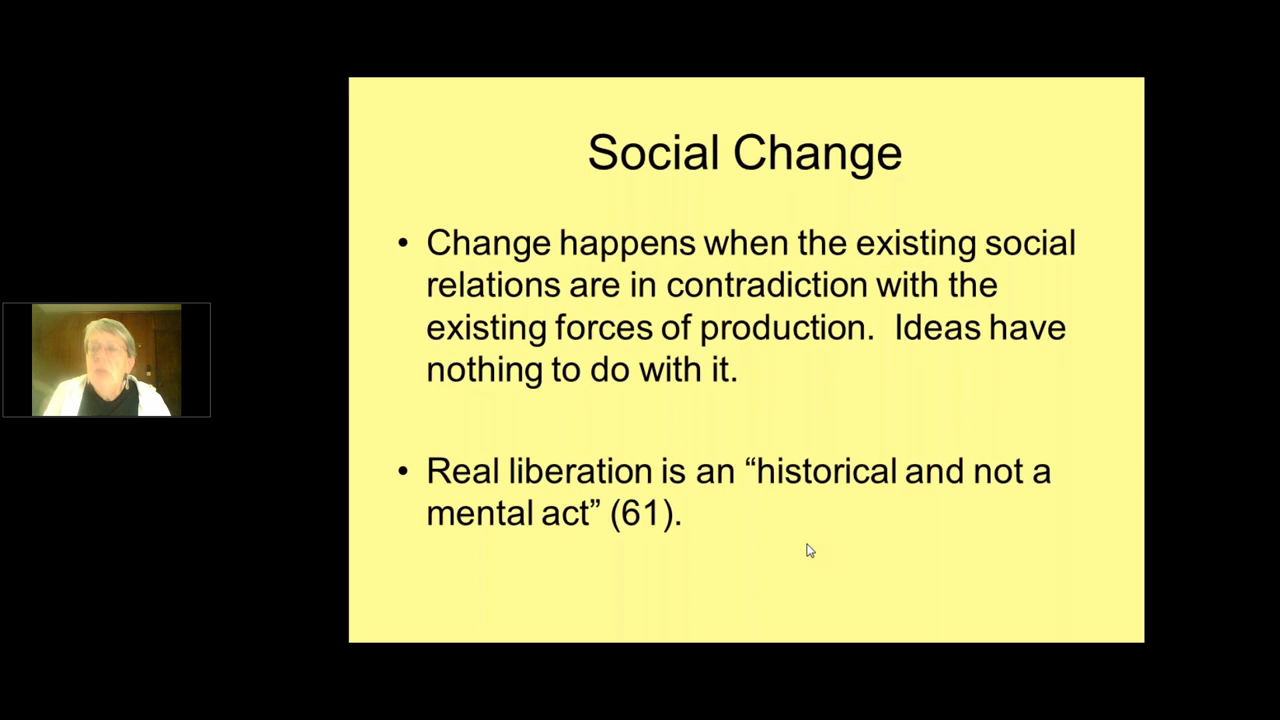 Social Change
• Change happens when the existing social
relations are in contradiction with the
existing forces of production.  Ideas have
nothing to do with it.
• Real liberation is an “historical and not a
mental act” (61).